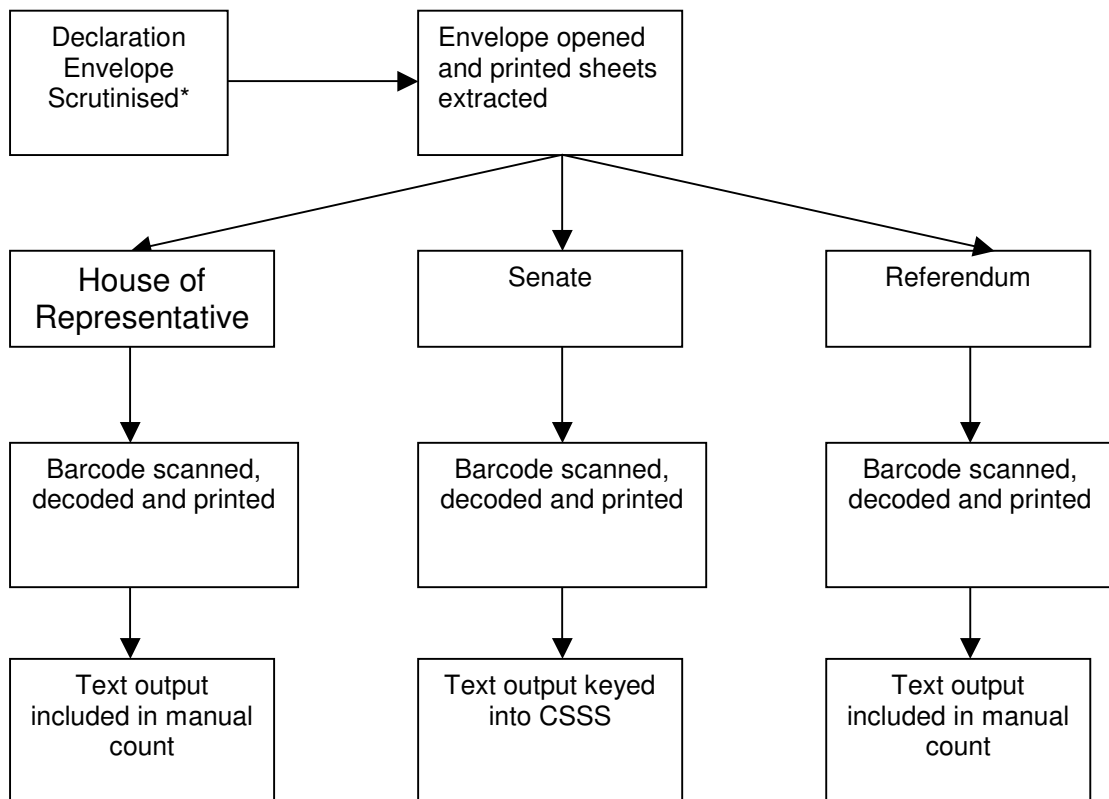 Declaration
Envelope
Scrutinised*
Envelope opened
and printed sheets
extracted
House of
Representative
Senate
Referendum
Barcode scanned,
decoded and printed
Barcode scanned,
decoded and printed
Barcode scanned,
decoded and printed
Text output
included in manual
count
Text output keyed
into CSSS
Text output
included in manual
count